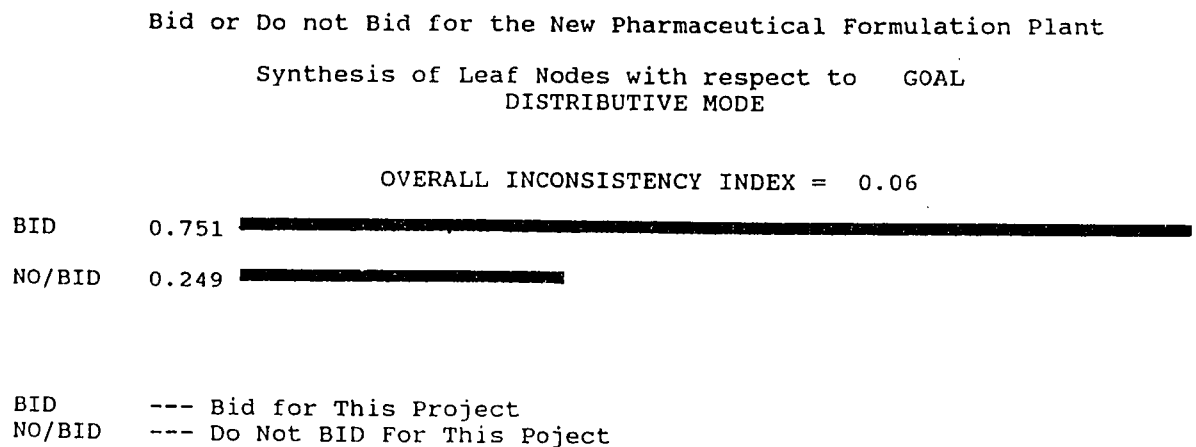 Bid or Do not Bid for the New Pharmaceutical Formulation Plant
Synthesis of Leaf Nodes with respect to GOAL
DISTRIBUTIVE MODE
OVERALL INCONSISTENCY INDEX = 0.06
BID 0.751
NO/BID 0.249
BID --- Bid for This Project
NO/BID --- Do Not BID For This Poject